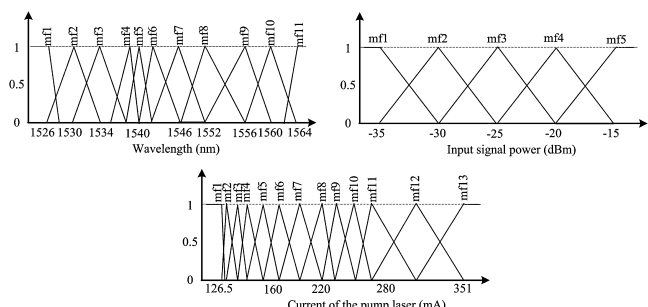 mf1 mf2 mf3 mf4 mf5 mf6 mf7 mf8 mf9 mf10 mf11
1
0.5
0
1526 1530 1534 1540 1546 1552 1556 1560 1564
Wavelength (nm)
mf1 mf2 mf3 mf4 mf5
1
0.5
0
-35 -30 -25 -20 -15
Input signal power (dBm)
mf1 mf2 mf3 mf4 mf5 mf6 mf7 mf8 mf9 mf10 mf11 mf12 mf13
1
0.5
0
126.5 160 220 280 351
Current of the pump laser (mA)